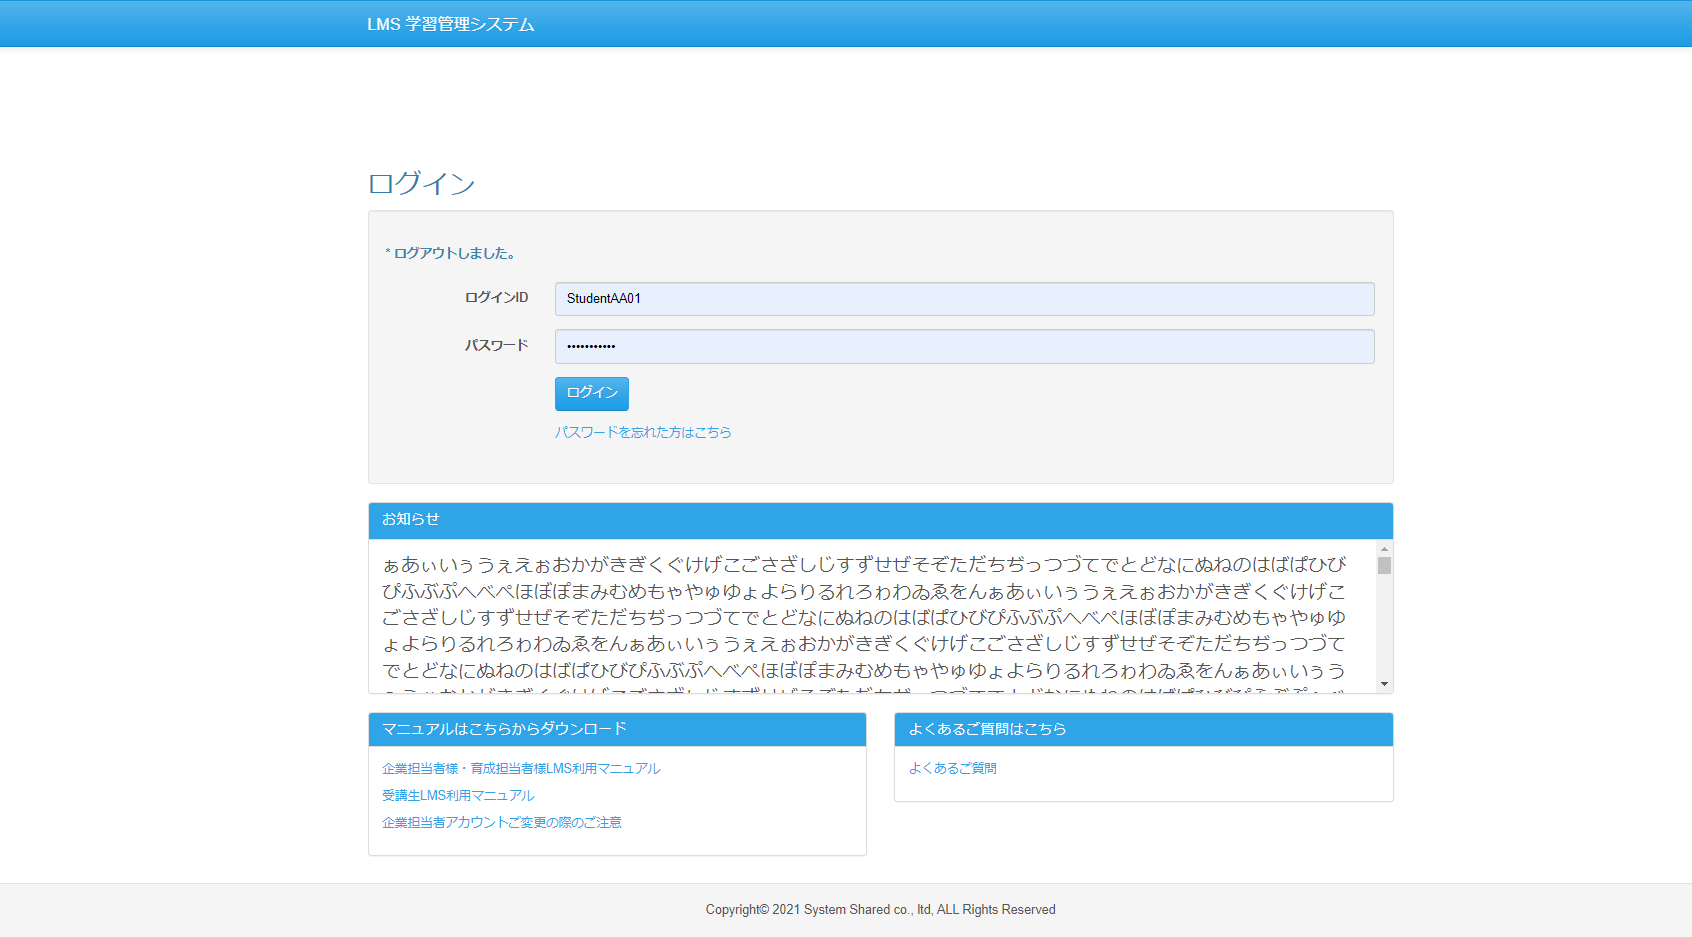 LMS 学習管理システム
ログイン
* ログアウトしました。
ログインID
StudentAA01
パスワード
•••••••••••
ログイン
パスワードを忘れた方はこちら
お知らせ
ぁあぃいぅうぇえぉおかがきぎくぐけげこごさざしじすずせぜそぞただちぢっつづてでとどなにぬねのはばぱひび
ぴふぶぷへべぺほぼぽまみむめもゃやゅゆょよらりるれろゎわゐゑをんぁあぃいぅうぇえぉおかがきぎくぐけげこ
ごさざしじすずせぜそぞただちぢっつづてでとどなにぬねのはばぱひびぴふぶぷへべぺほぼぽまみむめもゃやゅゆ
ょよらりるれろゎわゐゑをんぁあぃいぅうぇえぉおかがきぎくぐけげこごさざしじすずせぜそぞただちぢっつづて
でとどなにぬねのはばぱひびぴふぶぷへべぺほぼぽまみむめもゃやゅゆょよらりるれろゎわゐゑをんぁあぃいぅう
マニュアルはこちらからダウンロード
企業担当者様・育成担当者様LMS利用マニュアル
受講生LMS利用マニュアル
企業担当者アカウントご変更の際のご注意
よくあるご質問はこちら
よくあるご質問
Copyright© 2021 System Shared co., ltd, ALL Rights Reserved